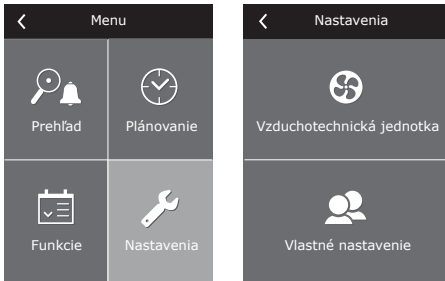 Menu
Prehľad
Plánovanie
Funkcie
Nastavenia
Nastavenia
Vzduchotechnická jednotka
Vlastné nastavenie